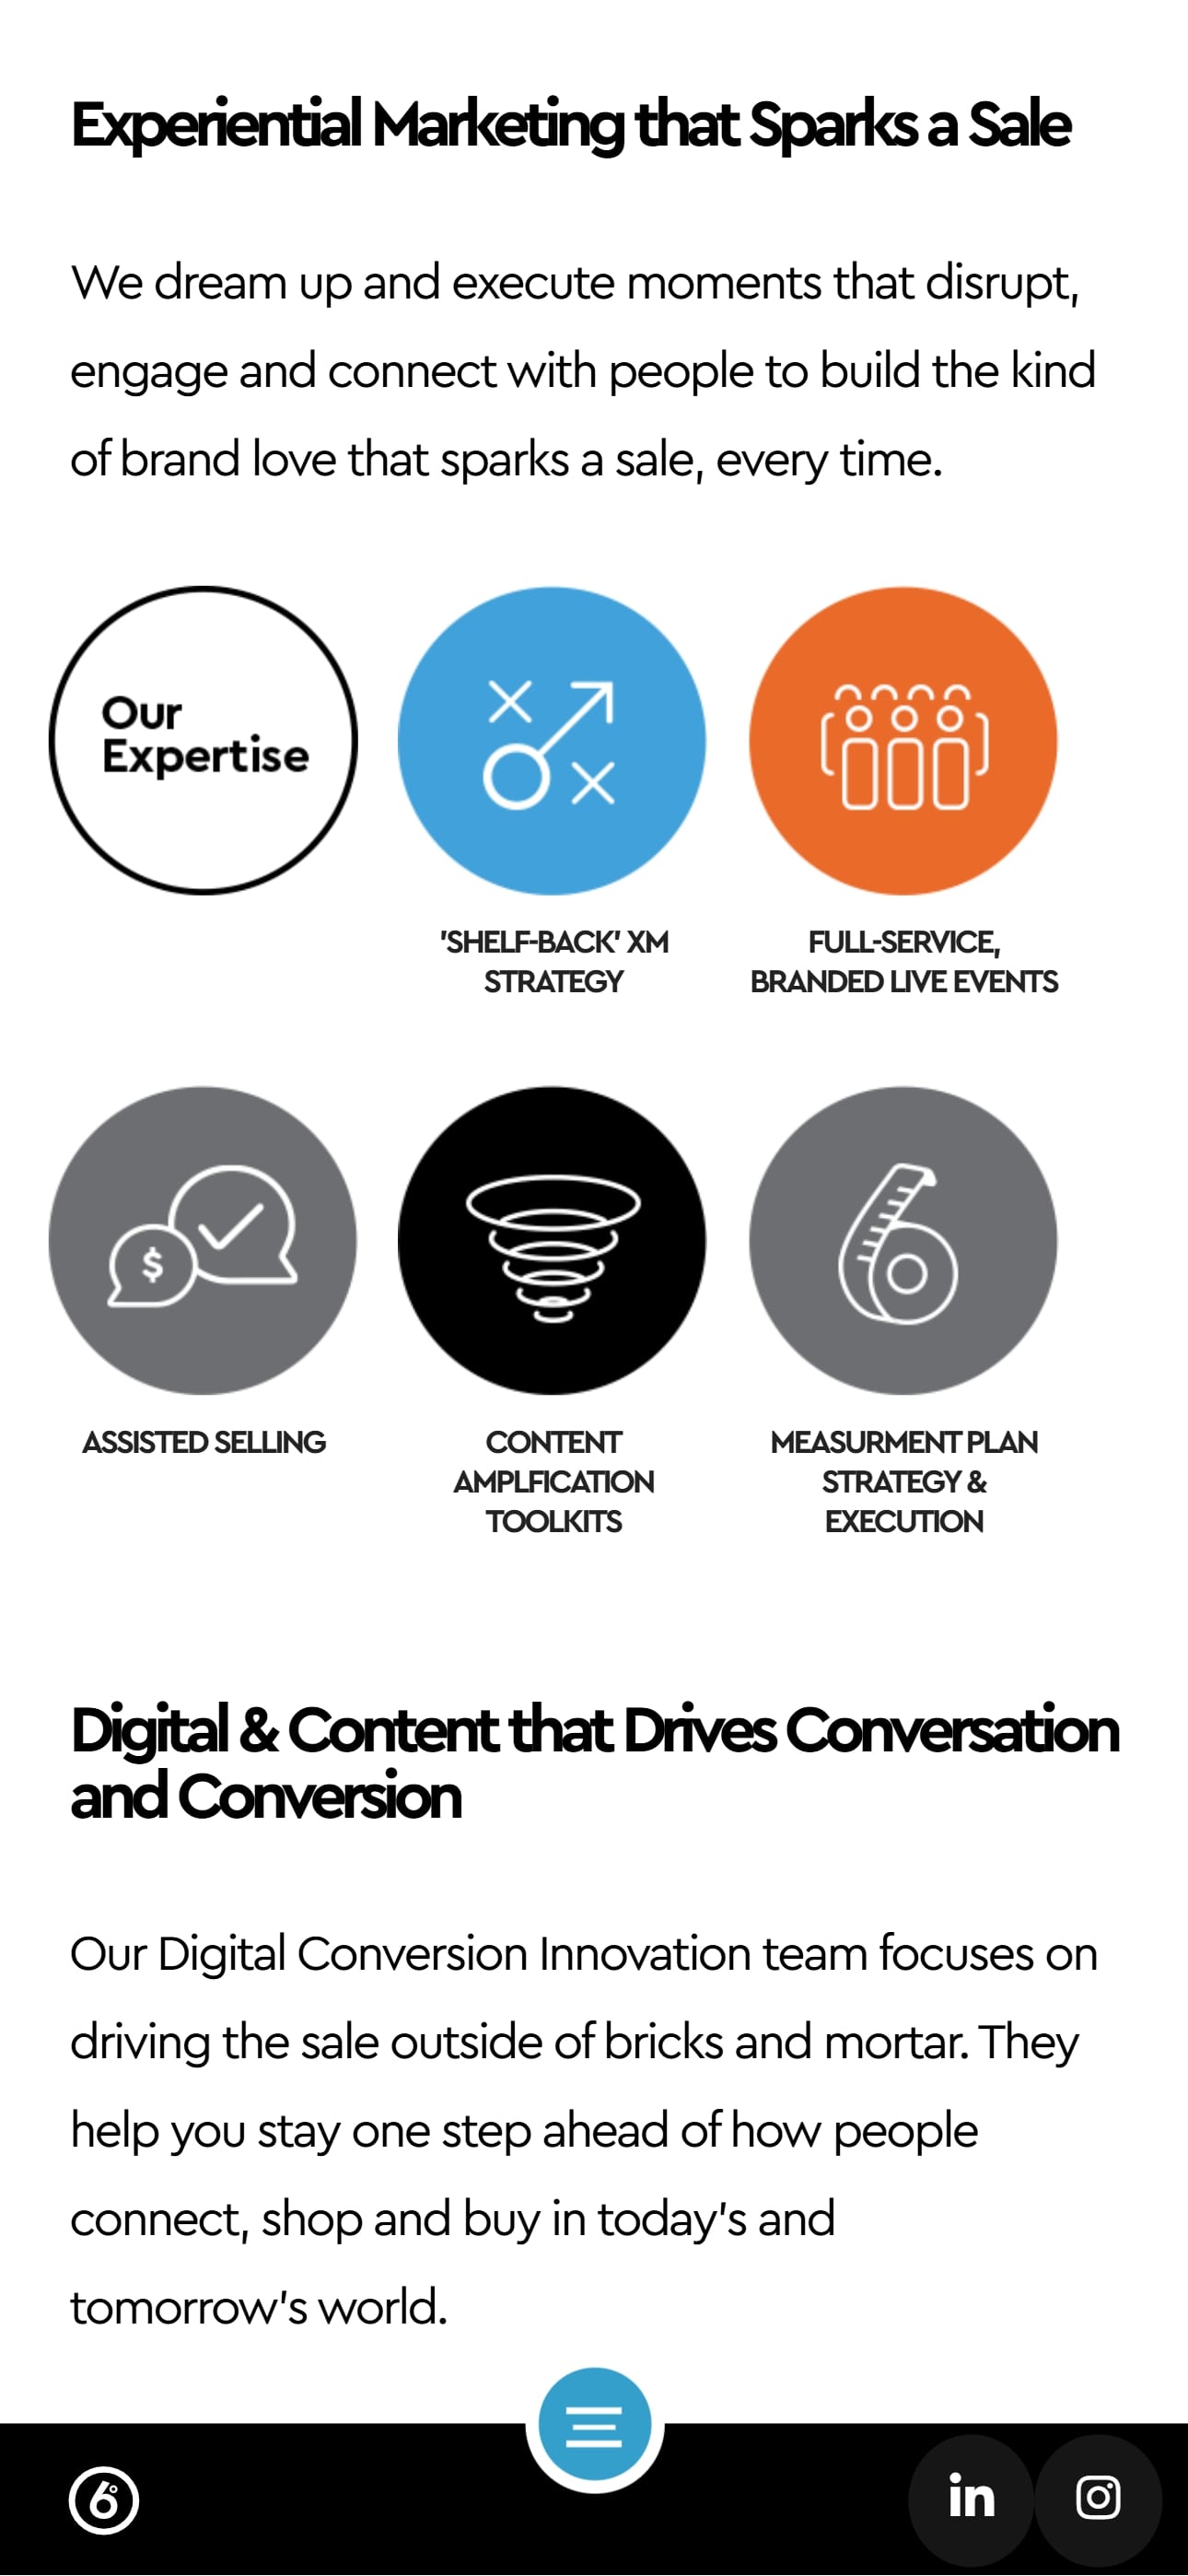 Experiential Marketing that Sparks a Sale
We dream up and execute moments that disrupt,
engage and connect with people to build the kind
of brand love that sparks a sale, every time.
Our
Expertise
'SHELF-BACK' XM
STRATEGY
FULL-SERVICE,
BRANDED LIVE EVENTS
$
ASSISTED SELLING
CONTENT
AMPLFICATION
TOOLKITS
MEASURMENT PLAN
STRATEGY &
EXECUTION
Digital & Content that Drives Conversation
and Conversion
Our Digital Conversion Innovation team focuses on
driving the sale outside of bricks and mortar. They
help you stay one step ahead of how people
connect, shop and buy in today's and
tomorrow's world.
6°
in